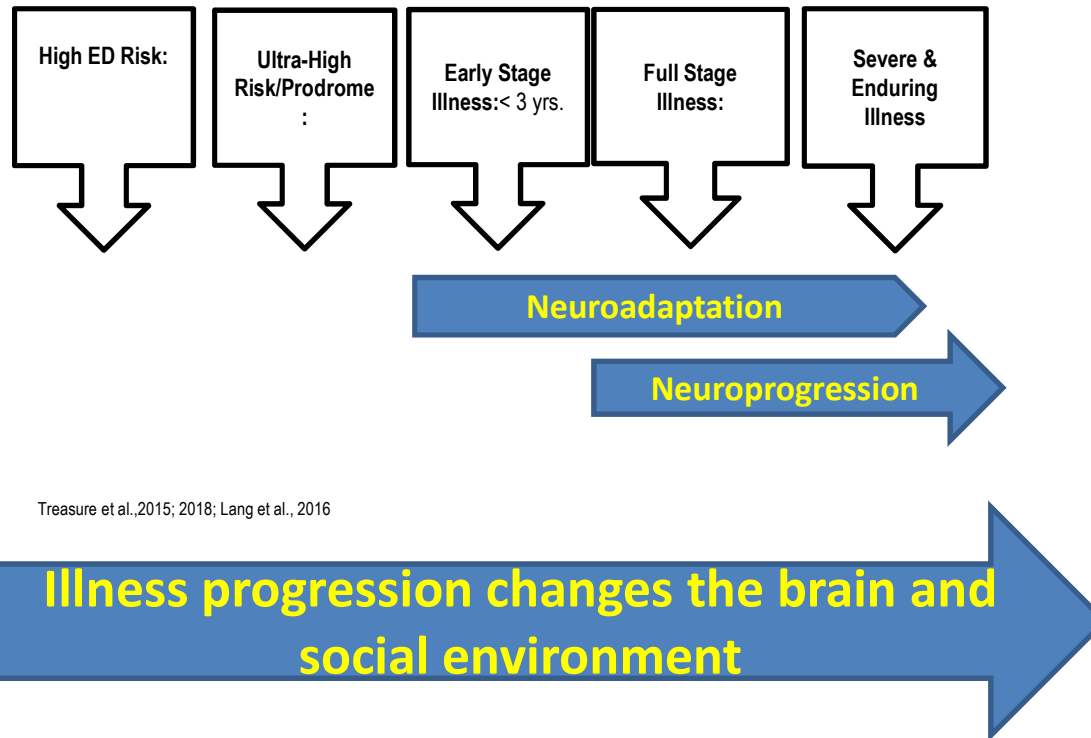 High ED Risk:
Ultra-High
Risk/Prodrome
:
Early Stage
Illness:< 3 yrs.
Full Stage
Illness:
Severe &
Enduring
Illness
Neuroadaptation
Neuroprogression
Treasure et al.,2015; 2018; Lang et al., 2016
Illness progression changes the brain and
social environment